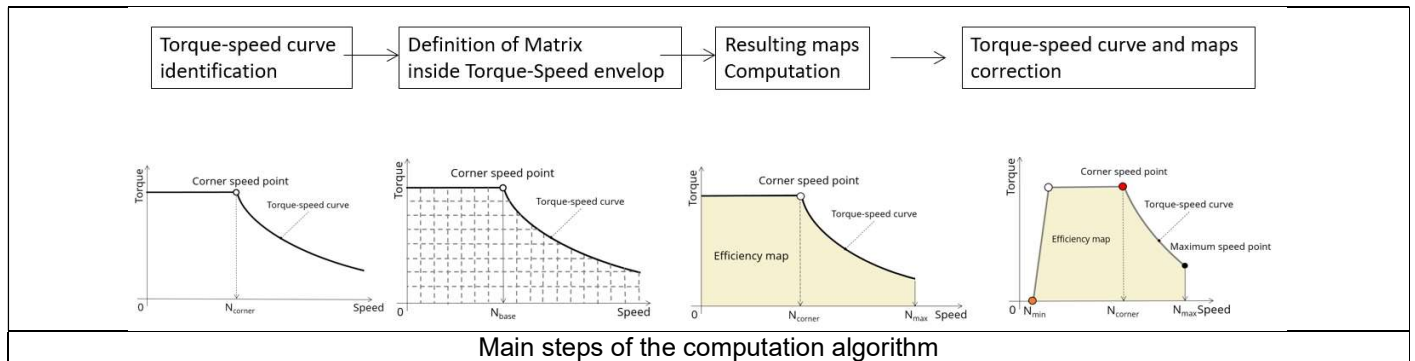 Torque-speed curve
identification
Definition of Matrix
inside Torque-Speed envelop
Resulting maps
Computation
Torque-speed curve and maps
correction
Torque
Corner speed point
Torque-speed curve
0
Ncorner
Speed
Torque
Corner speed point
Torque-speed curve
0
Nbase
Speed
Torque
Corner speed point
Torque-speed curve
Efficiency map
0
Ncorner
Nmax Speed
Torque
Corner speed point
Torque-speed curve
Efficiency map
Maximum speed point
0
Nmin
Ncorner
Nmax Speed
Main steps of the computation algorithm